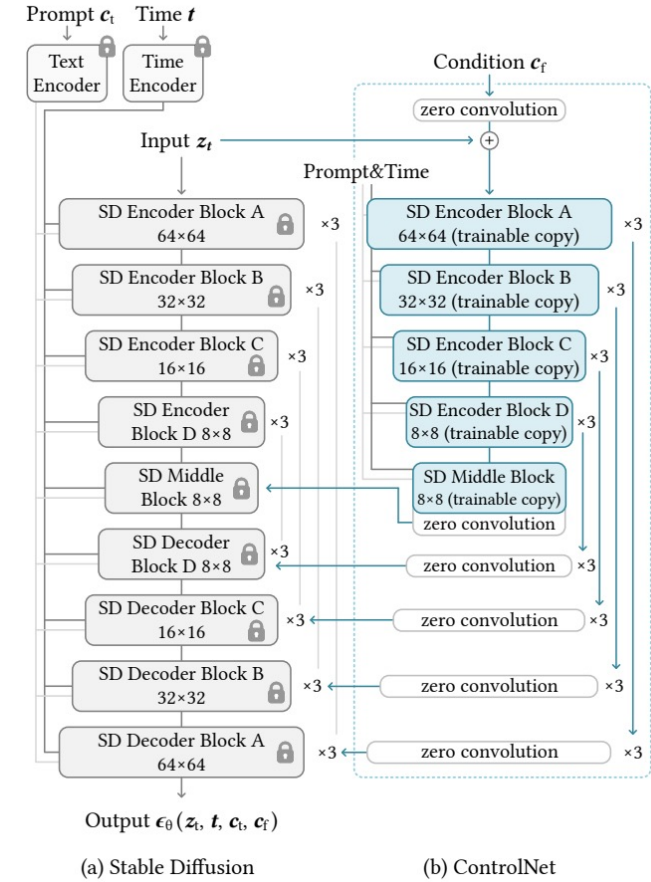 Prompt cₜ
Time t
Text
Encoder
Time
Encoder
Input zₜ
SD Encoder Block A
64×64
×3
SD Encoder Block B
32×32
×3
SD Encoder Block C
16×16
×3
SD Encoder
Block D 8×8
×3
SD Middle
Block 8×8
SD Decoder
Block D 8×8
×3
SD Decoder Block C
16×16
×3
SD Decoder Block B
32×32
×3
SD Decoder Block A
64×64
×3
Output ϵθ(zₜ, t, cₜ, c_f)
(a) Stable Diffusion
Condition c_f
zero convolution
+
Prompt&Time
SD Encoder Block A
64×64 (trainable copy)
×3
SD Encoder Block B
32×32 (trainable copy)
×3
SD Encoder Block C
16×16 (trainable copy)
×3
SD Encoder Block D
8×8 (trainable copy)
×3
SD Middle Block
8×8 (trainable copy)
zero convolution
zero convolution
×3
zero convolution
×3
zero convolution
×3
zero convolution
×3
(b) ControlNet